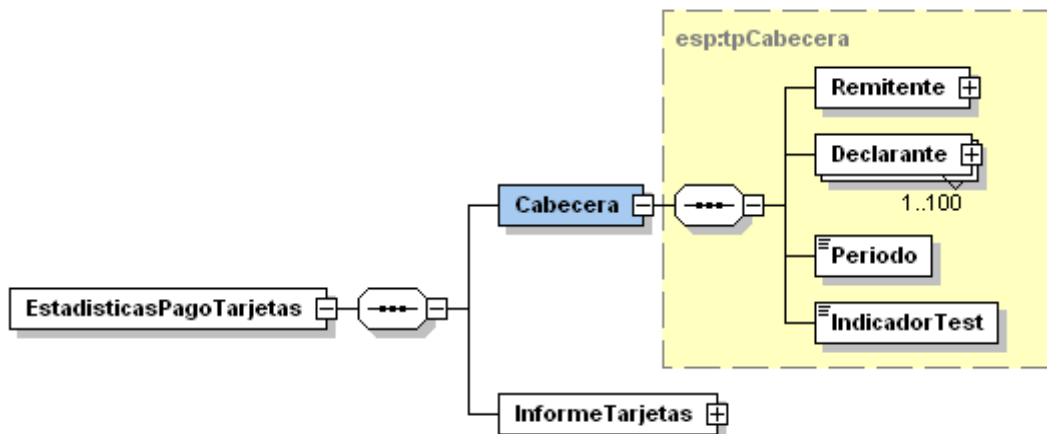 esp:tpCabecera
Remitente
Declarante
1..100
Cabecera
Periodo
EstadisticasPagoTarjetas
IndicadorTest
InformeTarjetas